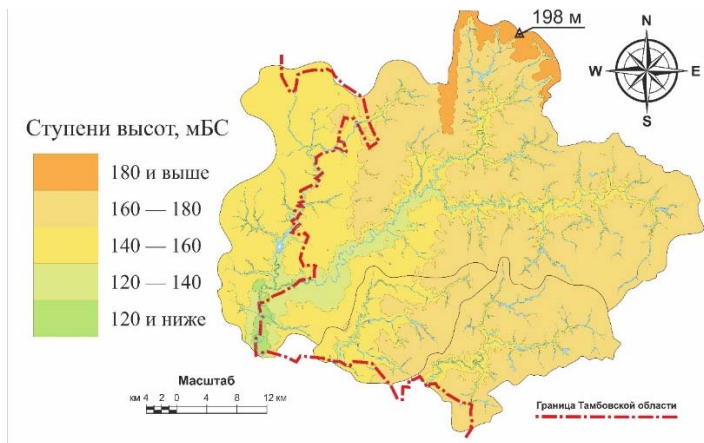 198 м
N
W E
S
Ступени высот, мБС
180 и выше
160 — 180
140 — 160
120 — 140
120 и ниже
Масштаб
км 4 2 0 4 8 12 км
Граница Тамбовской области